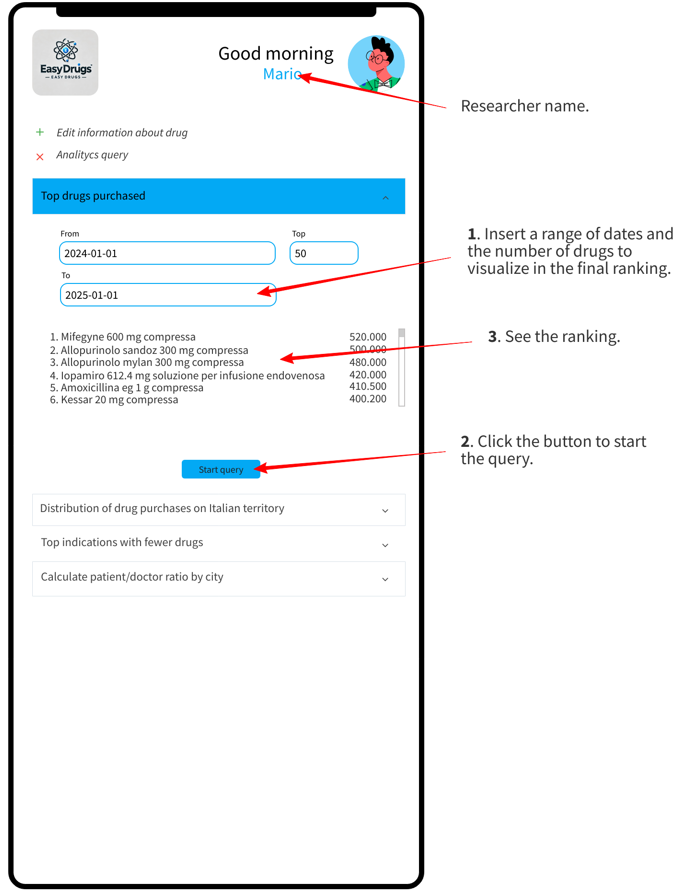 EasyDrugs
EASY DRUGS
Good morning
Mario
Researcher name.
+ Edit information about drug
× Analitycs query
Top drugs purchased
1. Insert a range of dates and
the number of drugs to
visualize in the final ranking.
From
Top
2024-01-01
50
To
2025-01-01
3. See the ranking.
1. Mifegyne 600 mg compressa 520.000
2. Allopurinolo sandoz 300 mg compressa 500.000
3. Allopurinolo mylan 300 mg compressa 480.000
4. Iopamiro 612.4 mg soluzione per infusione endovenosa 420.000
5. Amoxicillina eg 1 g compressa 410.500
6. Kessar 20 mg compressa 400.200
2. Click the button to start
the query.
Start query
Distribution of drug purchases on Italian territory
Top indications with fewer drugs
Calculate patient/doctor ratio by city